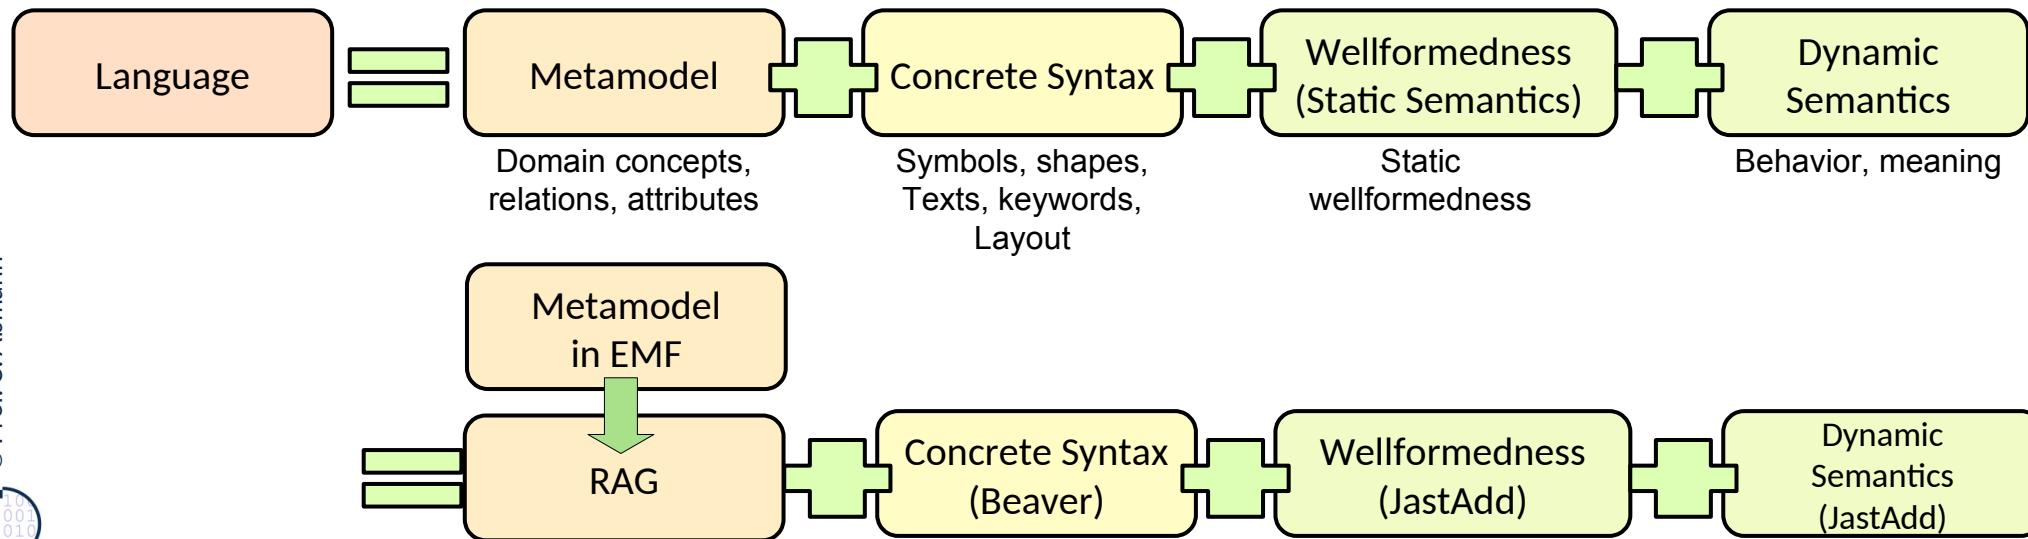 Language
Metamodel
Concrete Syntax
Wellformedness
(Static Semantics)
Dynamic
Semantics
Domain concepts,
relations, attributes
Symbols, shapes,
Texts, keywords,
Layout
Static
wellformedness
Behavior, meaning
Metamodel
in EMF
RAG
Concrete Syntax
(Beaver)
Wellformedness
(JastAdd)
Dynamic
Semantics
(JastAdd)